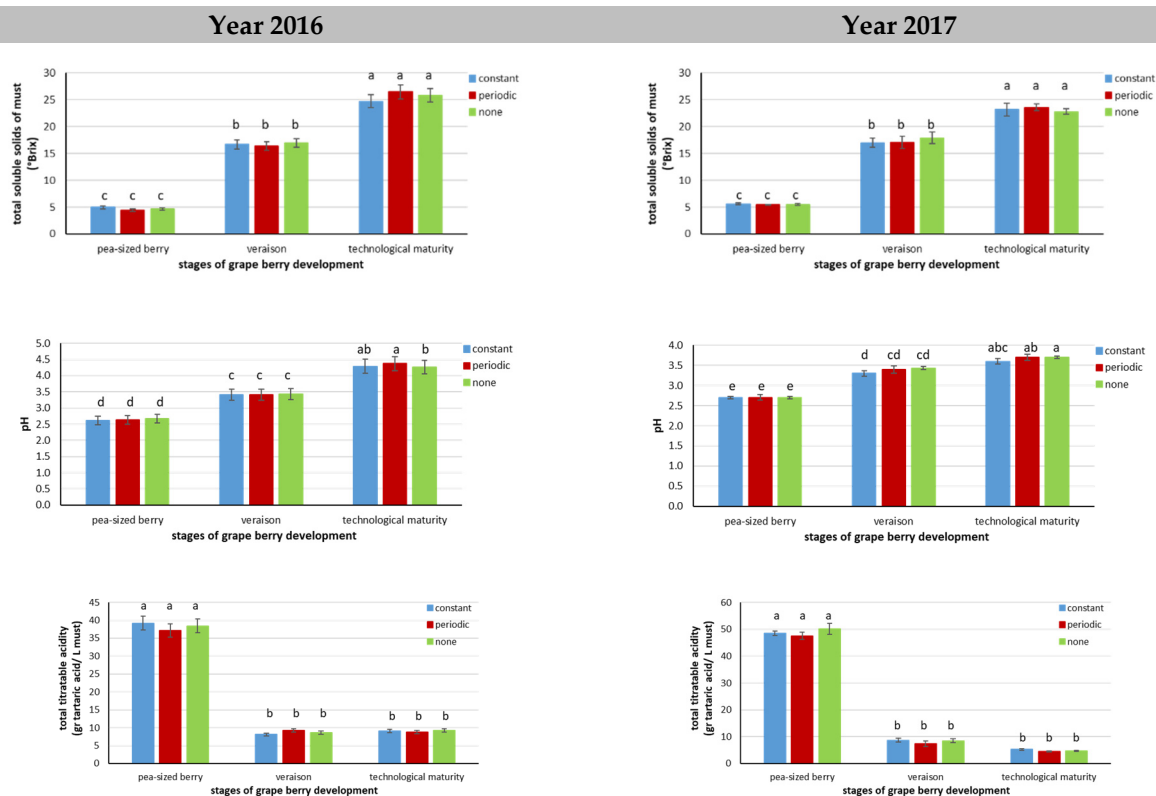 Year 2016
Year 2017
total soluble solids of must
(°Brix)
30
25
20
15
10
5
0
c c c
b b b
a a a
constant
periodic
none
pea-sized berry veraison technological maturity
stages of grape berry development
total soluble solids of must
(°Brix)
30
25
20
15
10
5
0
c c c
b b b
a a a
constant
periodic
none
pea-sized berry veraison technological maturity
stages of grape berry development
pH
5.0
4.5
4.0
3.5
3.0
2.5
2.0
1.5
1.0
0.5
0.0
d d d
c c c
ab a b
constant
periodic
none
pea-sized berry veraison technological maturity
stages of grape berry development
pH
4.0
3.5
3.0
2.5
2.0
1.5
1.0
0.5
0.0
e e e
d cd cd
abc ab a
constant
periodic
none
pea-sized berry veraison technological maturity
stages of grape berry development
total titratable acidity
(gr tartaric acid/ L must)
45
40
35
30
25
20
15
10
5
0
a a a
b b b
b b b
constant
periodic
none
pea-sized berry veraison technological maturity
stages of grape berry development
total titratable acidity
(gr tartaric acid/ L must)
60
50
40
30
20
10
0
a a a
b b b
b b b
constant
periodic
none
pea-sized berry veraison technological maturity
stages of grape berry development